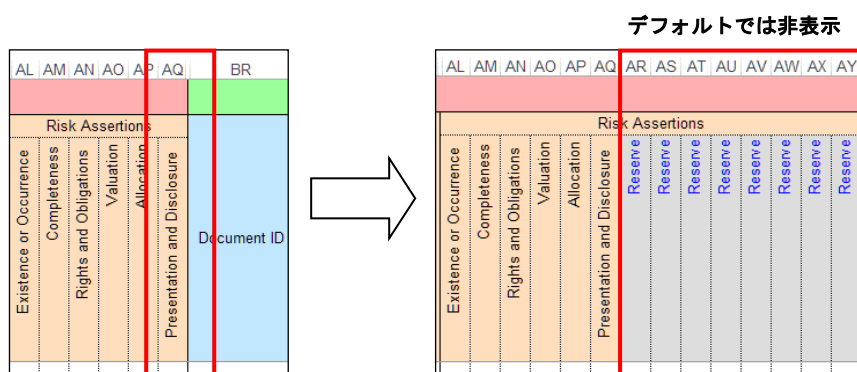 デフォルトでは非表示
AL AM AN AO AP AQ BR
Risk Assertions
Existence or Occurrence
Completeness
Rights and Obligations
Valuation
Allocation
Presentation and Disclosure
Document ID
AL AM AN AO AP AQ AR AS AT AU AV AW AX AY
Risk Assertions
Existence or Occurrence
Completeness
Rights and Obligations
Valuation
Allocation
Presentation and Disclosure
Reserve
Reserve
Reserve
Reserve
Reserve
Reserve
Reserve
Reserve